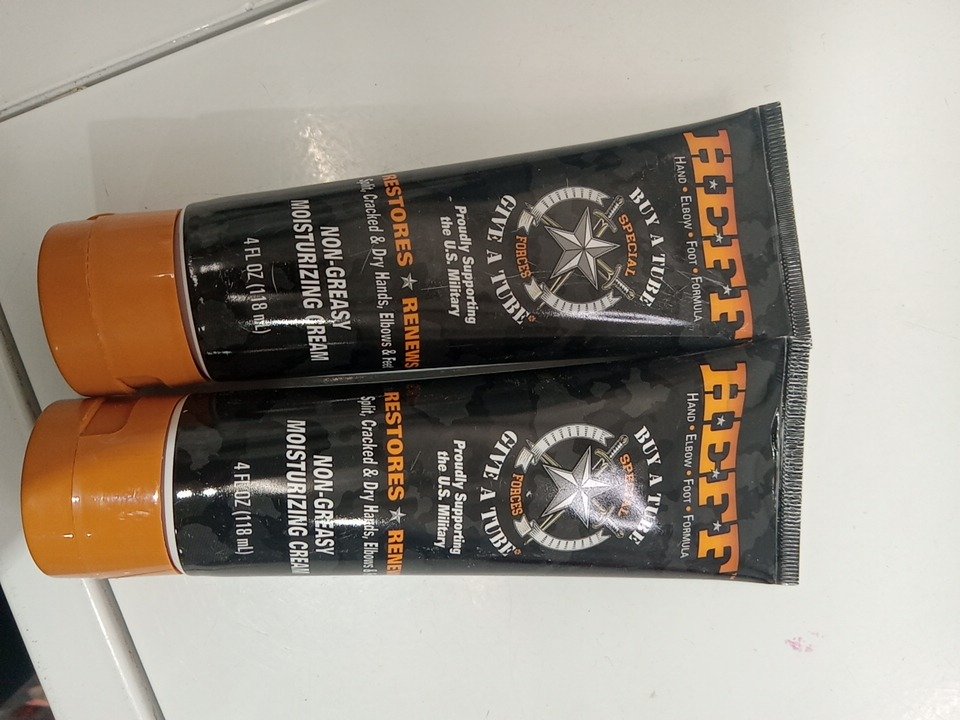 H★E★F★F
HAND • ELBOW • FOOT • FORMULA
BUY A TUBE
SPECIAL
FORCES
GIVE A TUBE®
Proudly Supporting
the U.S. Military
RESTORES ★ RENEWS
Split, Cracked & Dry Hands, Elbows & Feet
NON-GREASY
MOISTURIZING CREAM
4 FL OZ (118 mL)
H★E★F★F
HAND • ELBOW • FOOT • FORMULA
BUY A TUBE
SPECIAL
FORCES
GIVE A TUBE®
Proudly Supporting
the U.S. Military
RESTORES ★ RENE
Split, Cracked & Dry Hands, Elbows &
NON-GREASY
MOISTURIZING CREAM
4 FL OZ (118 mL)